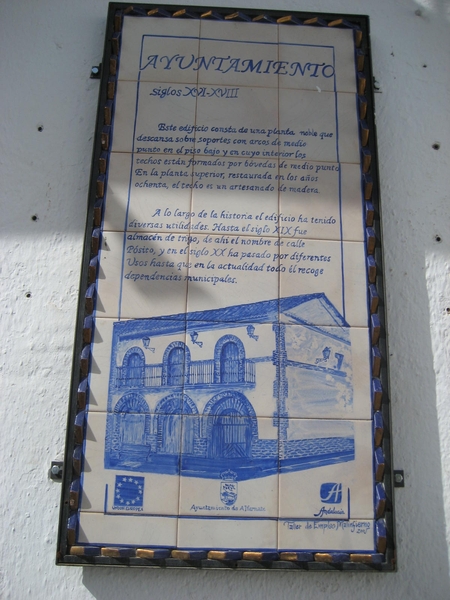 AYUNTAMIENTO
siglos XVI-XVIII
Este edificio consta de una planta noble que
descansa sobre soportes con arcos de medio
punto en el piso bajo y en cuyo interior los
techos están formados por bóvedas de medio punto
En la planta superior, restaurada en los años
ochenta, el techo es un artesanado de madera.
A lo largo de la historia el edificio ha tenido
diversas utilidades. Hasta el siglo XIX fue
almacén de trigo, de ahí el nombre de calle
Pósito, y en el siglo XX ha pasado por diferentes
Usos hasta que en la actualidad todo él recoge
dependencias municipales.
Ayuntamiento de
Andalucía
Taller de Empleo